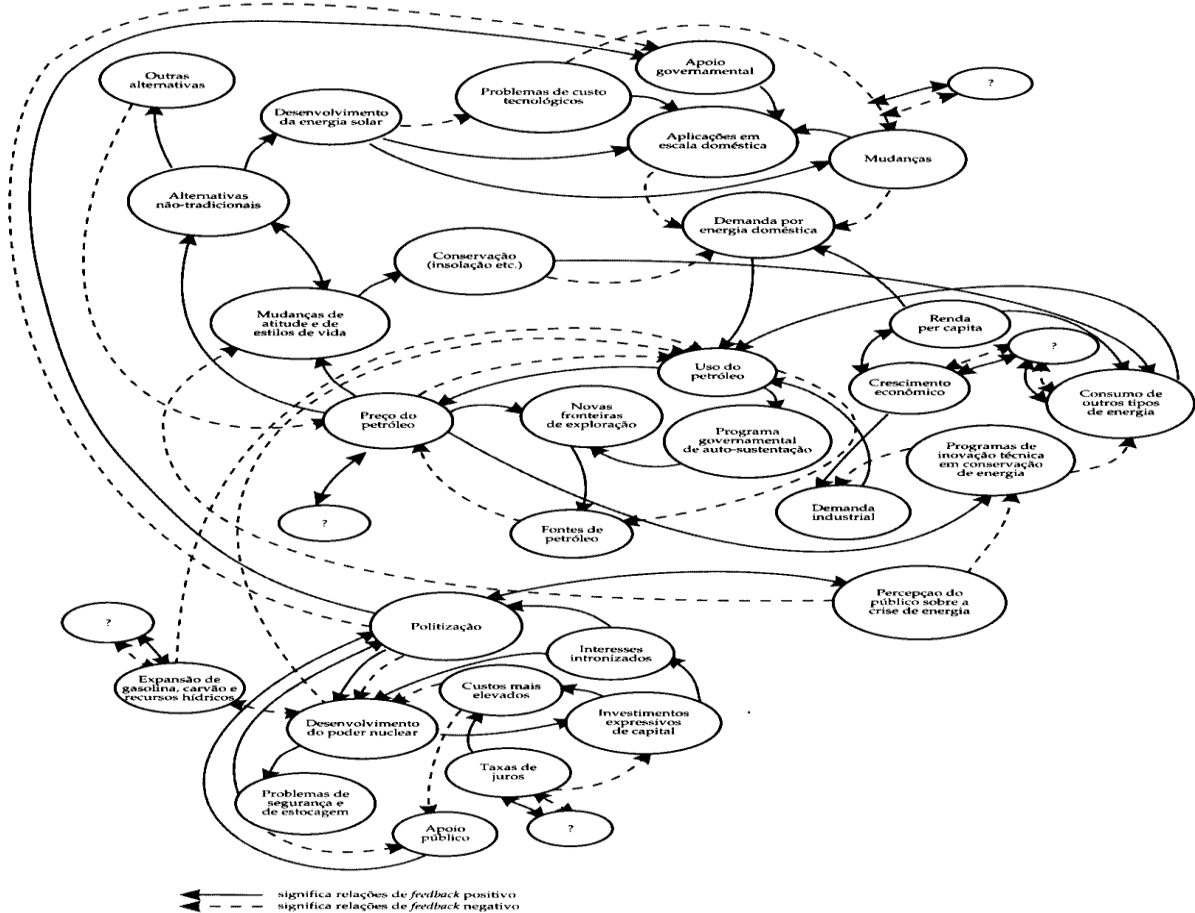 Outras
alternativas
Apoio
governamental
Problemas de custo
tecnológicos
?
Desenvolvimento
da energia solar
Aplicações em
escala doméstica
Mudanças
Alternativas
não-tradicionais
Demanda por
energia doméstica
Conservação
(insolação etc.)
Mudanças de
atitude e de
estilos de vida
Renda
per capita
?
Uso do
petróleo
Crescimento
econômico
Consumo de
outros tipos
de energia
Preço do
petróleo
Novas
fronteiras
de exploração
Programa
governamental
de auto-sustentação
Programas de
inovação técnica
em conservação
de energia
?
Fontes de
petróleo
Demanda
industrial
Percepçao do
público sobre a
crise de energia
?
Politização
Interesses
intronizados
Expansão de
gasolina, carvão e
recursos hídricos
Custos mais
elevados
Desenvolvimento
do poder nuclear
Investimentos
expressivos
de capital
Taxas de
juros
Problemas de
segurança e
de estocagem
Apoio
público
?
significa relações de feedback positivo
significa relações de feedback negativo